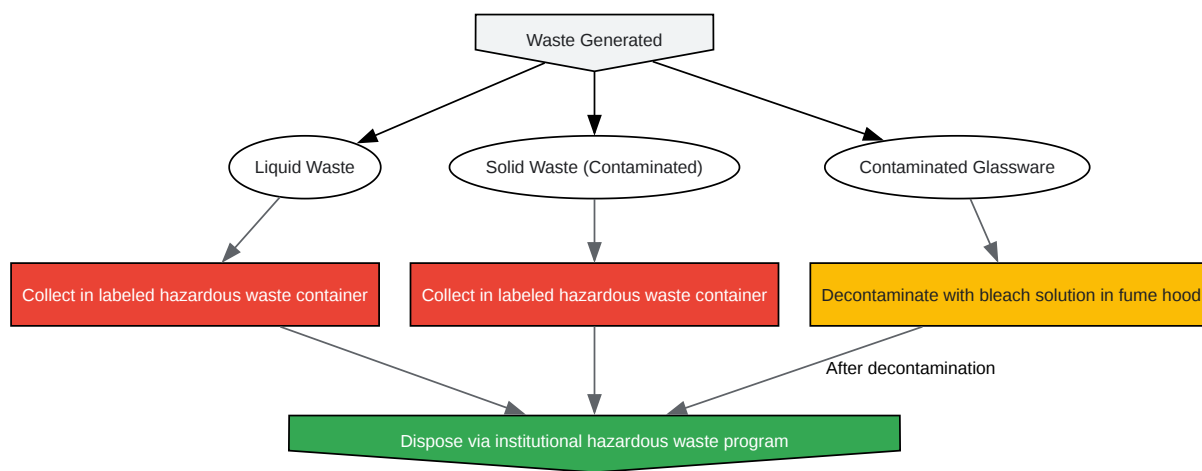 Waste Generated
Liquid Waste
Solid Waste (Contaminated)
Contaminated Glassware
Collect in labeled hazardous waste container
Collect in labeled hazardous waste container
Decontaminate with bleach solution in fume hood
After decontamination
Dispose via institutional hazardous waste program